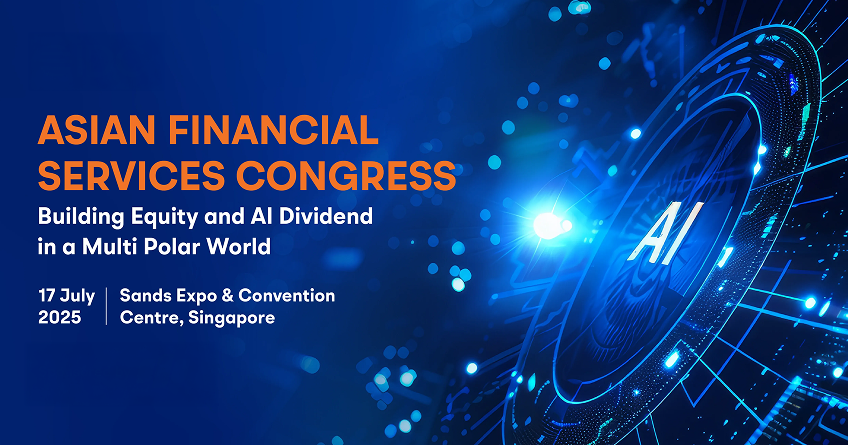 ASIAN FINANCIAL
SERVICES CONGRESS
Building Equity and AI Dividend
in a Multi Polar World
17 July
2025
Sands Expo & Convention
Centre, Singapore
AI